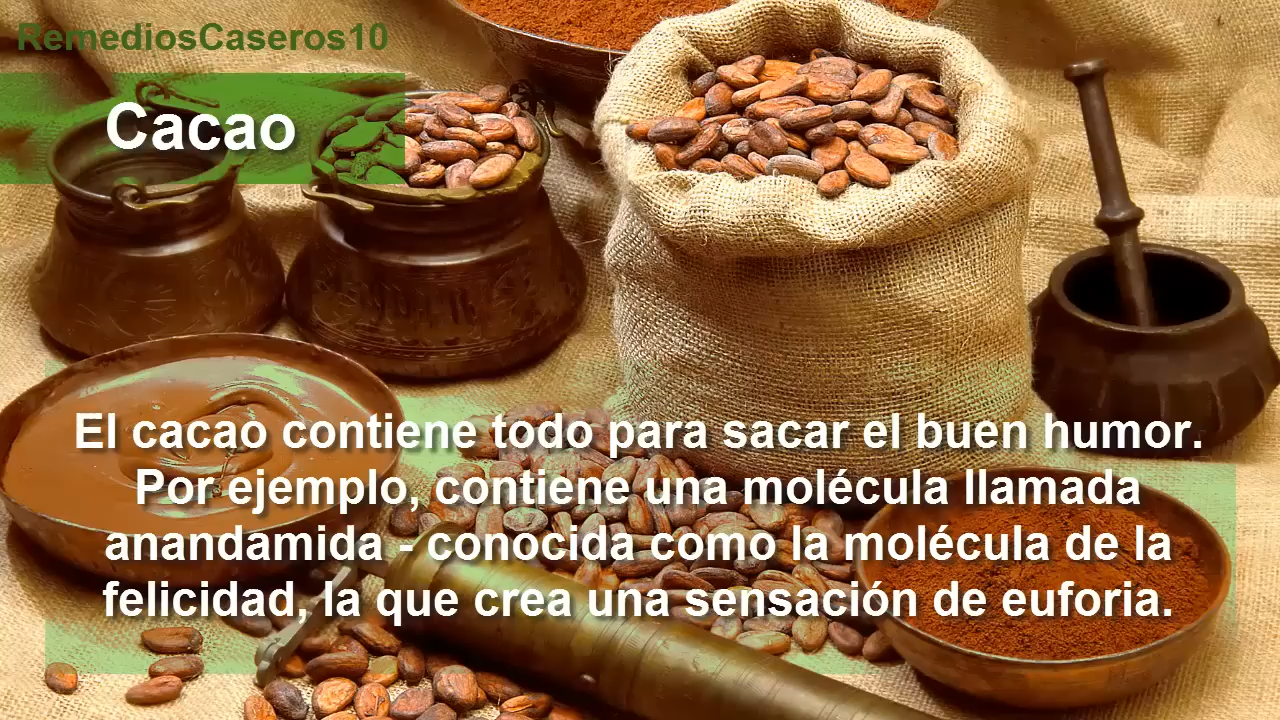 RemediosCaseros10
Cacao
El cacao contiene todo para sacar el buen humor.
Por ejemplo, contiene una molécula llamada
anandamida - conocida como la molécula de la
felicidad, la que crea una sensación de euforia.